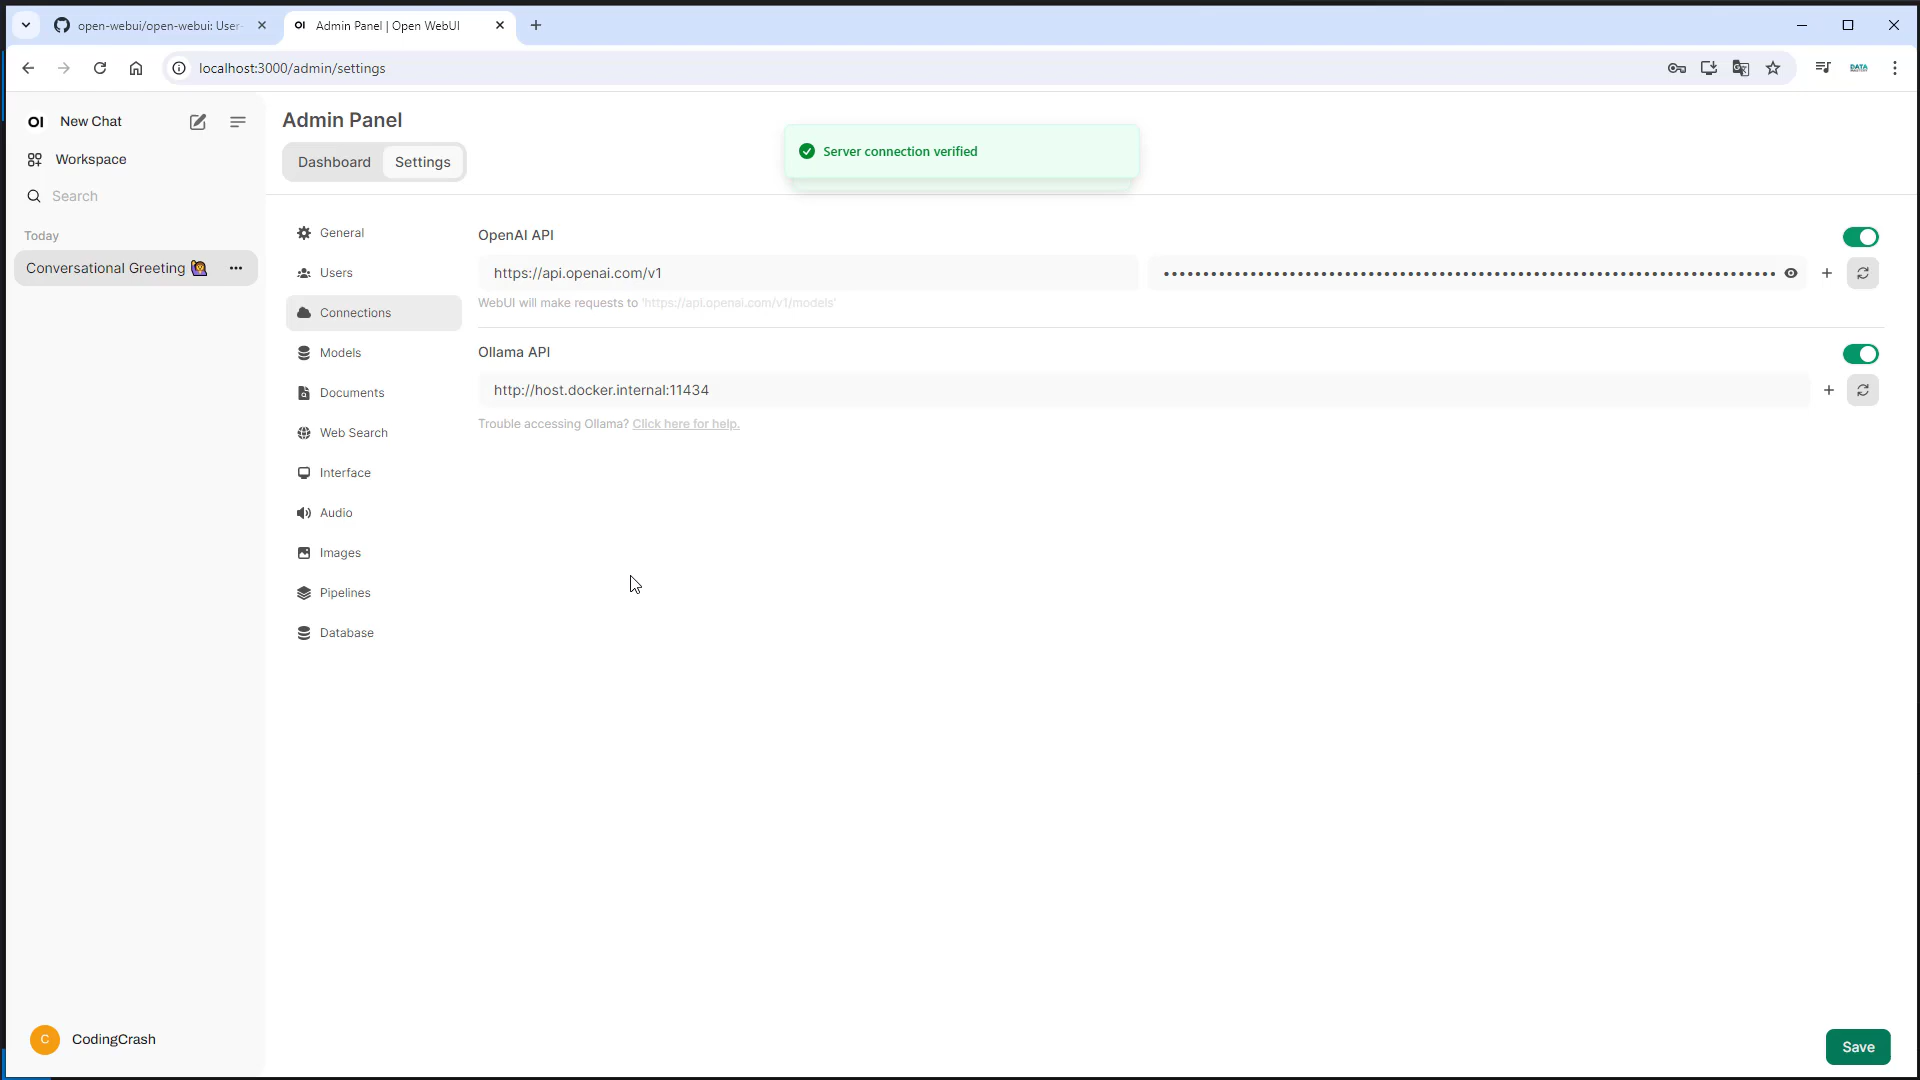 open-webui/open-webui: User-
OI Admin Panel | Open WebUI
localhost:3000/admin/settings
DATA
OI New Chat
Workspace
Search
Today
Conversational Greeting 🙋
Admin Panel
Dashboard Settings
Server connection verified
General
Users
Connections
Models
Documents
Web Search
Interface
Audio
Images
Pipelines
Database
OpenAI API
https://api.openai.com/v1
WebUI will make requests to 'https://api.openai.com/v1/models'
Ollama API
http://host.docker.internal:11434
Trouble accessing Ollama? Click here for help.
C CodingCrash
Save